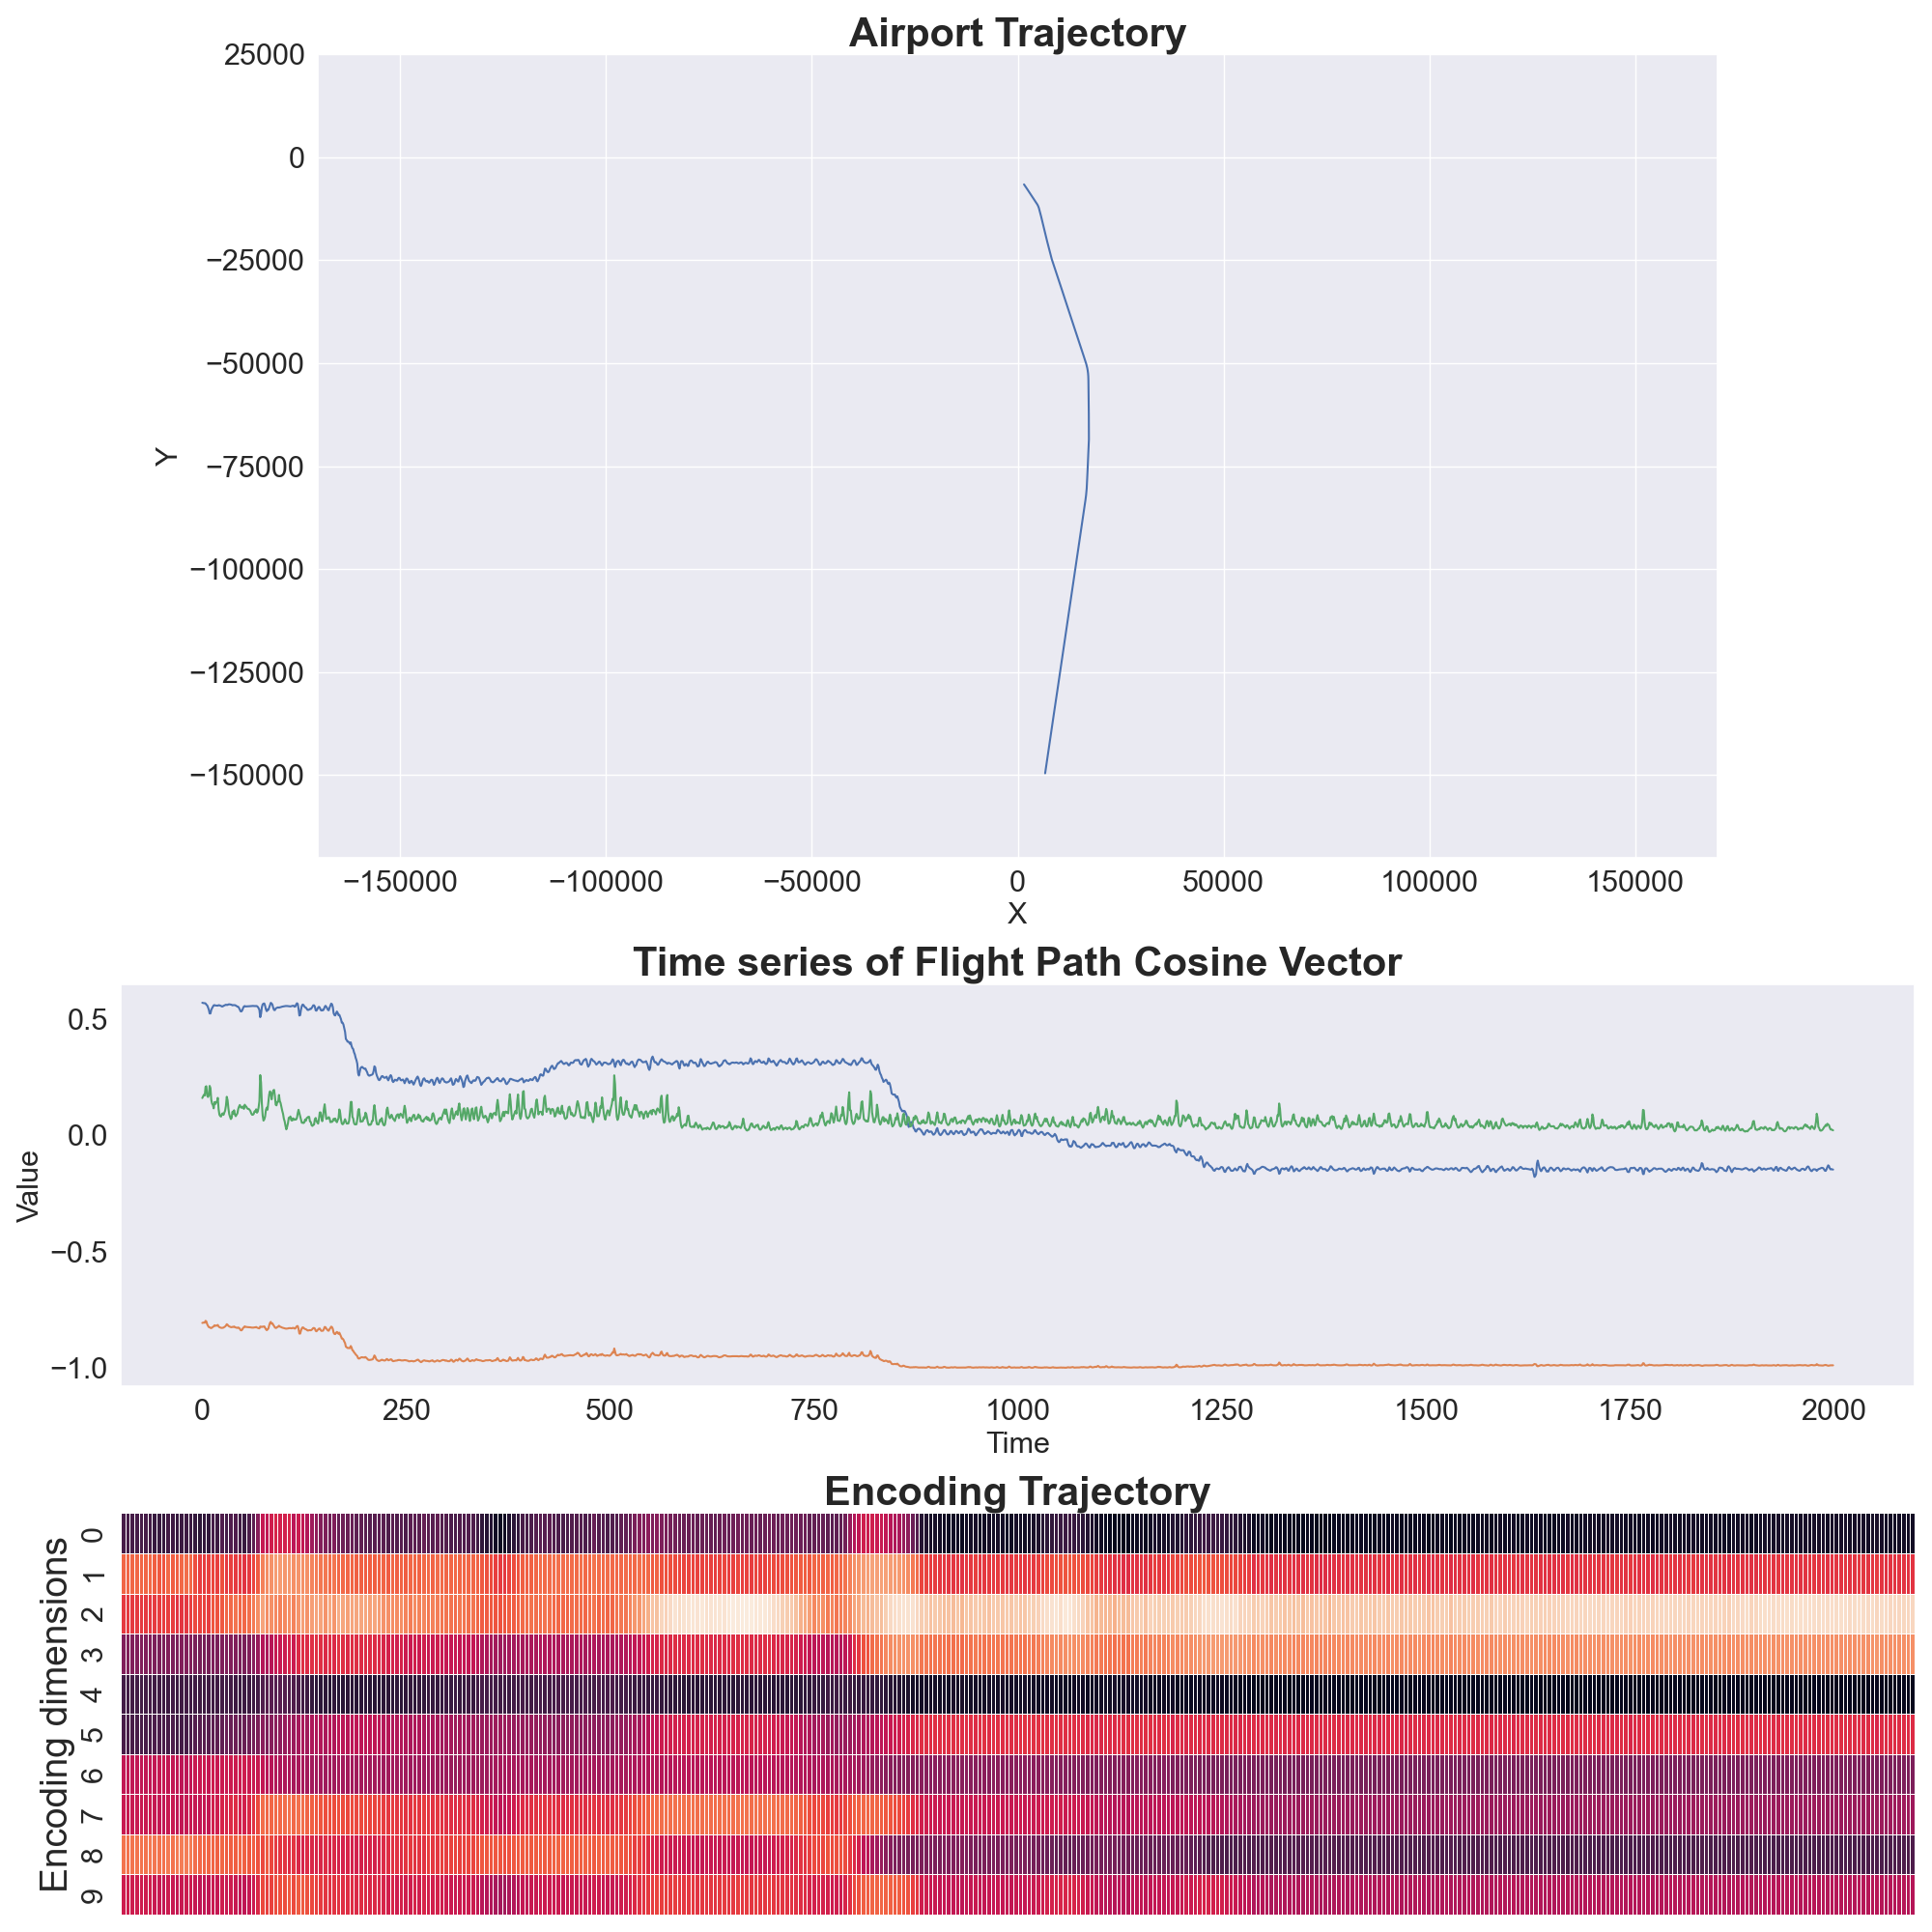 Airport Trajectory
25000
0
−25000
−50000
−75000
−100000
−125000
−150000
Y
−150000 −100000 −50000 0 50000 100000 150000
X
Time series of Flight Path Cosine Vector
0.5
0.0
−0.5
−1.0
Value
0 250 500 750 1000 1250 1500 1750 2000
Time
Encoding Trajectory
Encoding dimensions
0
1
2
3
4
5
6
7
8
9